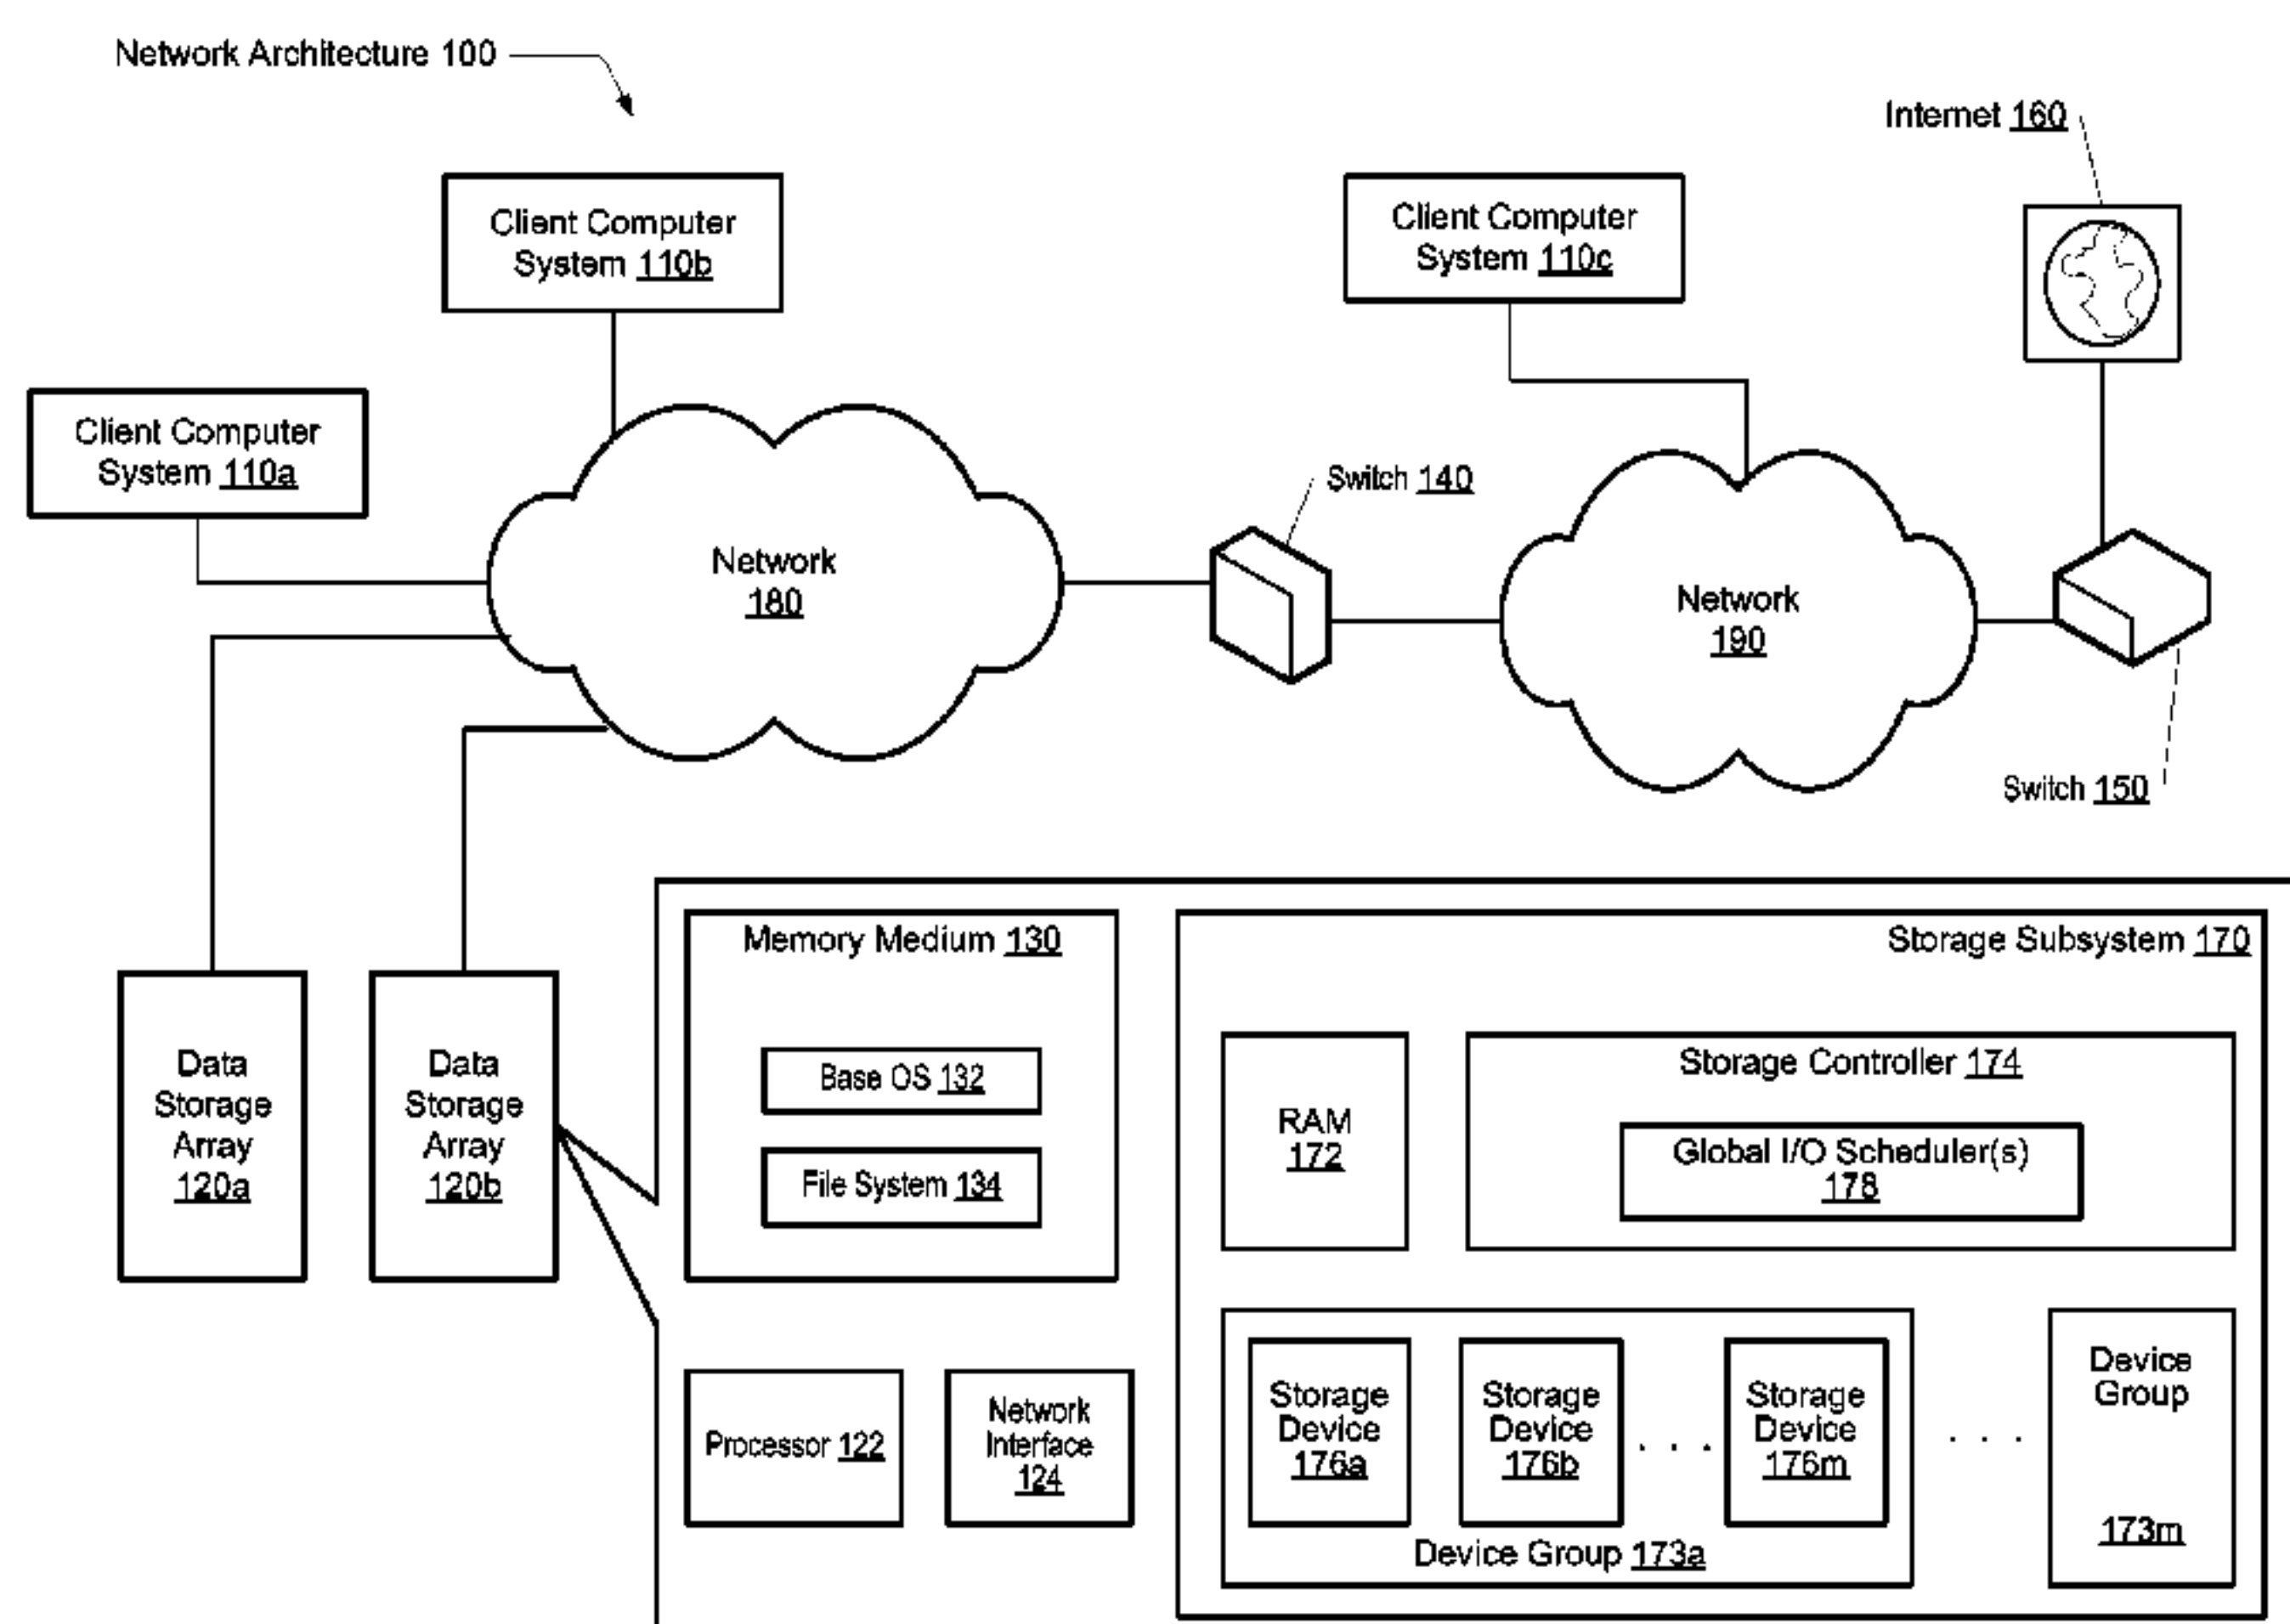 Network Architecture 100
Internet 160
Client Computer
System 110b
Client Computer
System 110c
Client Computer
System 110a
Switch 140
Network
180
Network
190
Switch 150
Memory Medium 130
Storage Subsystem 170
Data
Storage
Array
120a
Data
Storage
Array
120b
Base OS 132
File System 134
RAM
172
Storage Controller 174
Global I/O Scheduler(s)
178
Processor 122
Network
Interface
124
Storage
Device
176a
Storage
Device
176b
. . .
Storage
Device
176m
Device Group 173a
. . .
Device
Group
173m